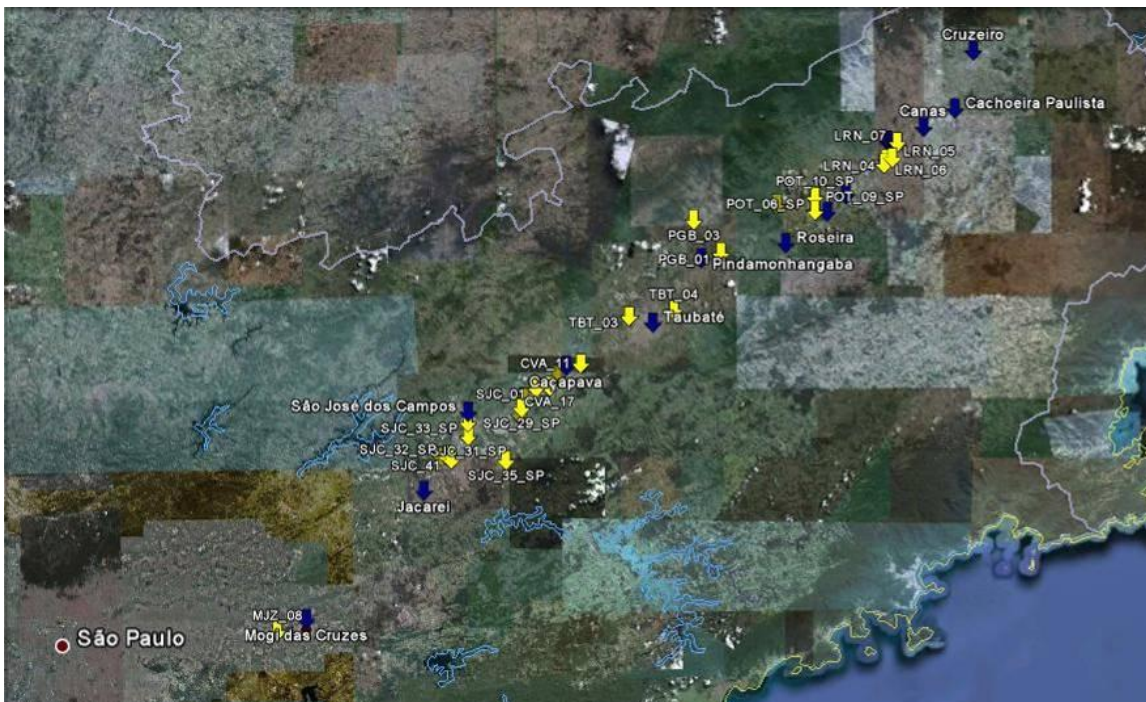 Cruzeiro
Cachoeira Paulista
Canas
LRN_07
LRN_05
LRN_04
LRN_06
POT_10_SP
POT_09_SP
POT_06_SP
PGB_03
Roseira
PGB_01
Pindamonhangaba
TBT_04
TBT_03
Taubaté
CVA_11
Caçapava
SJC_01
CVA_17
São José dos Campos
SJC_29_SP
SJC_33_SP
SJC_32_SP
SJC_31_SP
SJC_41
SJC_35_SP
Jacareí
MJZ_08
Mogi das Cruzes
São Paulo